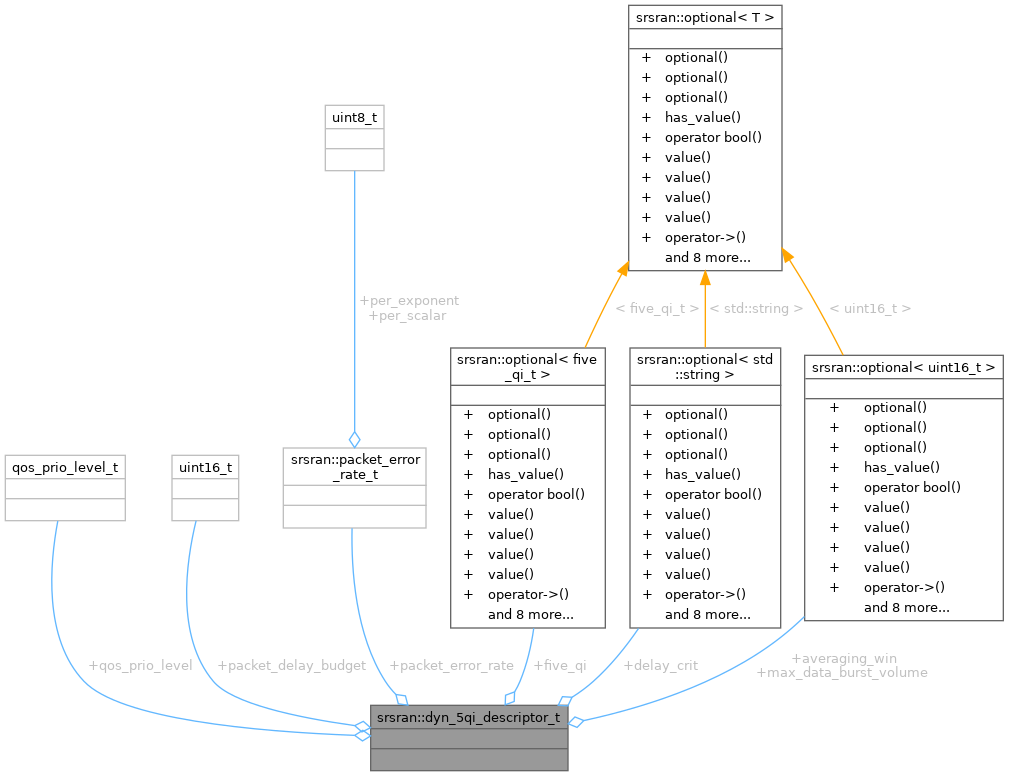 srsran::optional< T >
+ optional()
+ optional()
+ optional()
+ has_value()
+ operator bool()
+ value()
+ value()
+ value()
+ value()
+ operator->()
and 8 more...
uint8_t
+per_exponent
+per_scalar
< five_qi_t >
< std::string >
< uint16_t >
qos_prio_level_t
uint16_t
srsran::packet_error
_rate_t
srsran::optional< five
_qi_t >
+ optional()
+ optional()
+ optional()
+ has_value()
+ operator bool()
+ value()
+ value()
+ value()
+ value()
+ operator->()
and 8 more...
srsran::optional< std
::string >
+ optional()
+ optional()
+ optional()
+ has_value()
+ operator bool()
+ value()
+ value()
+ value()
+ value()
+ operator->()
and 8 more...
srsran::optional< uint16_t >
+ optional()
+ optional()
+ optional()
+ has_value()
+ operator bool()
+ value()
+ value()
+ value()
+ value()
+ operator->()
and 8 more...
+qos_prio_level
+packet_delay_budget
+packet_error_rate
+five_qi
+delay_crit
+averaging_win
+max_data_burst_volume
srsran::dyn_5qi_descriptor_t